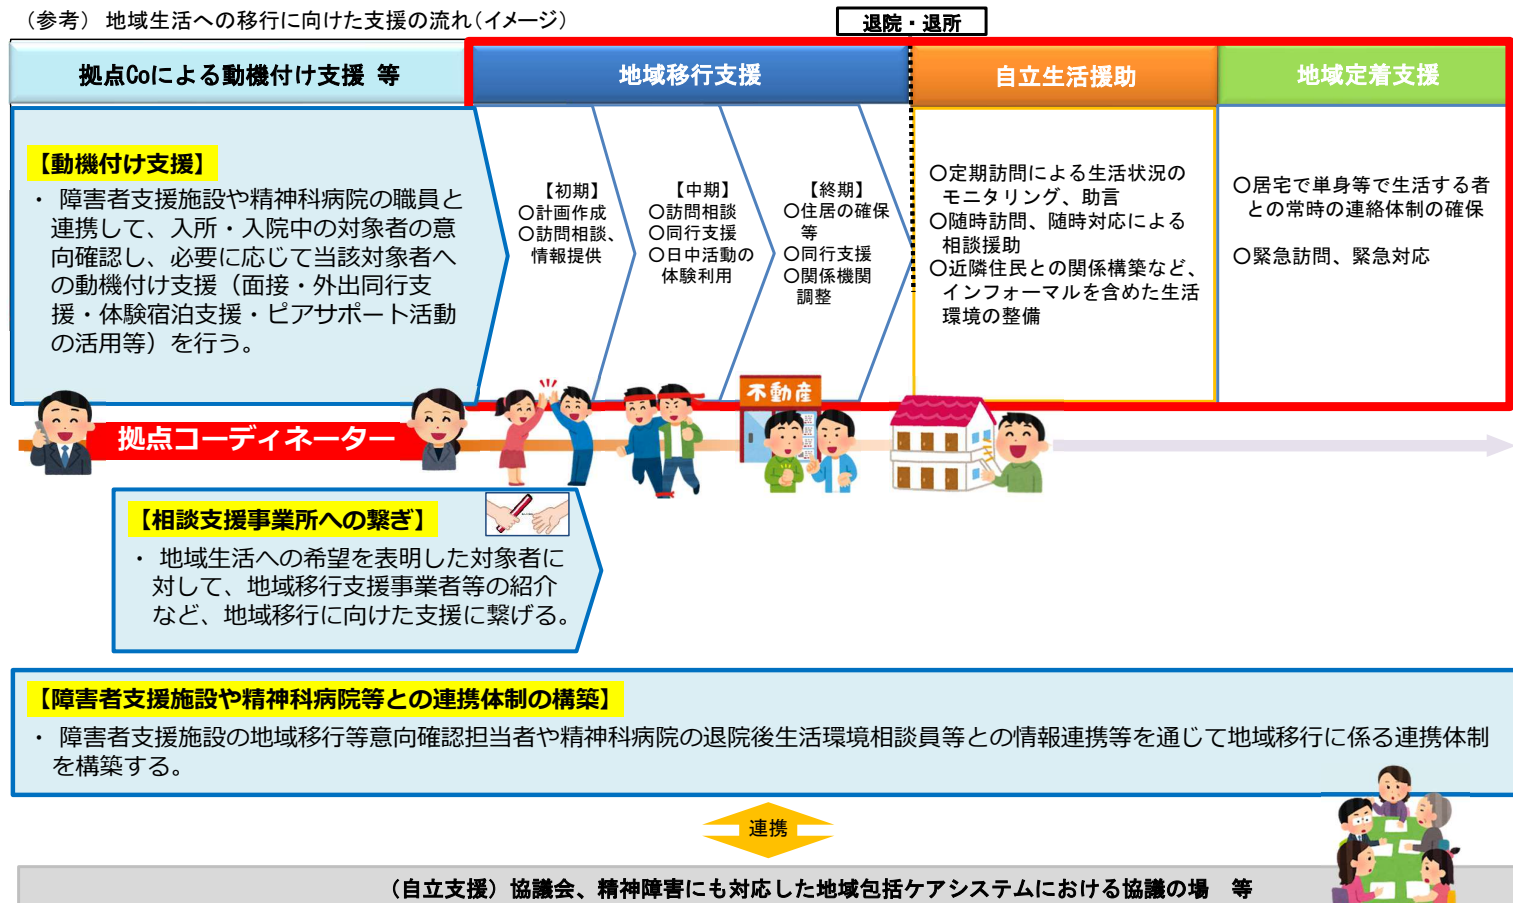 （参考） 地域生活への移行に向けた支援の流れ（イメージ）
退院・退所
拠点Coによる動機付け支援 等
地域移行支援
自立生活援助
地域定着支援
【動機付け支援】
・ 障害者支援施設や精神科病院の職員と
連携して、入所・入院中の対象者の意
向確認し、必要に応じて当該対象者へ
の動機付け支援（面接・外出同行支
援・体験宿泊支援・ピアサポート活動
の活用等）を行う。
【初期】
○計画作成
○訪問相談、
情報提供
【中期】
○訪問相談
○同行支援
○日中活動の
体験利用
【終期】
○住居の確保
等
○同行支援
○関係機関
調整
○定期訪問による生活状況の
モニタリング、助言
○随時訪問、随時対応による
相談援助
○近隣住民との関係構築など、
インフォーマルを含めた生活
環境の整備
○居宅で単身等で生活する者
との常時の連絡体制の確保
○緊急訪問、緊急対応
不動産
拠点コーディネーター
【相談支援事業所への繋ぎ】
・ 地域生活への希望を表明した対象者に
対して、地域移行支援事業者等の紹介
など、地域移行に向けた支援に繋げる。
【障害者支援施設や精神科病院等との連携体制の構築】
・ 障害者支援施設の地域移行等意向確認担当者や精神科病院の退院後生活環境相談員等との情報連携等を通じて地域移行に係る連携体制
を構築する。
連携
（自立支援）協議会、精神障害にも対応した地域包括ケアシステムにおける協議の場　等